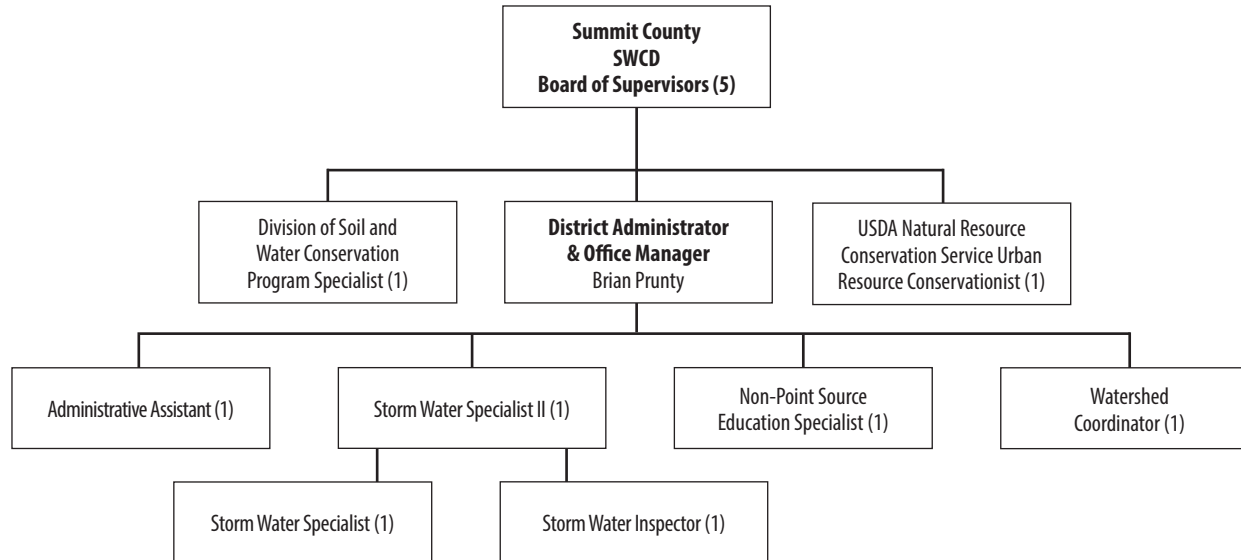 Summit County
SWCD
Board of Supervisors (5)
Division of Soil and
Water Conservation
Program Specialist (1)
District Administrator
& Office Manager
Brian Prunty
USDA Natural Resource
Conservation Service Urban
Resource Conservationist (1)
Administrative Assistant (1)
Storm Water Specialist II (1)
Non-Point Source
Education Specialist (1)
Watershed
Coordinator (1)
Storm Water Specialist (1)
Storm Water Inspector (1)